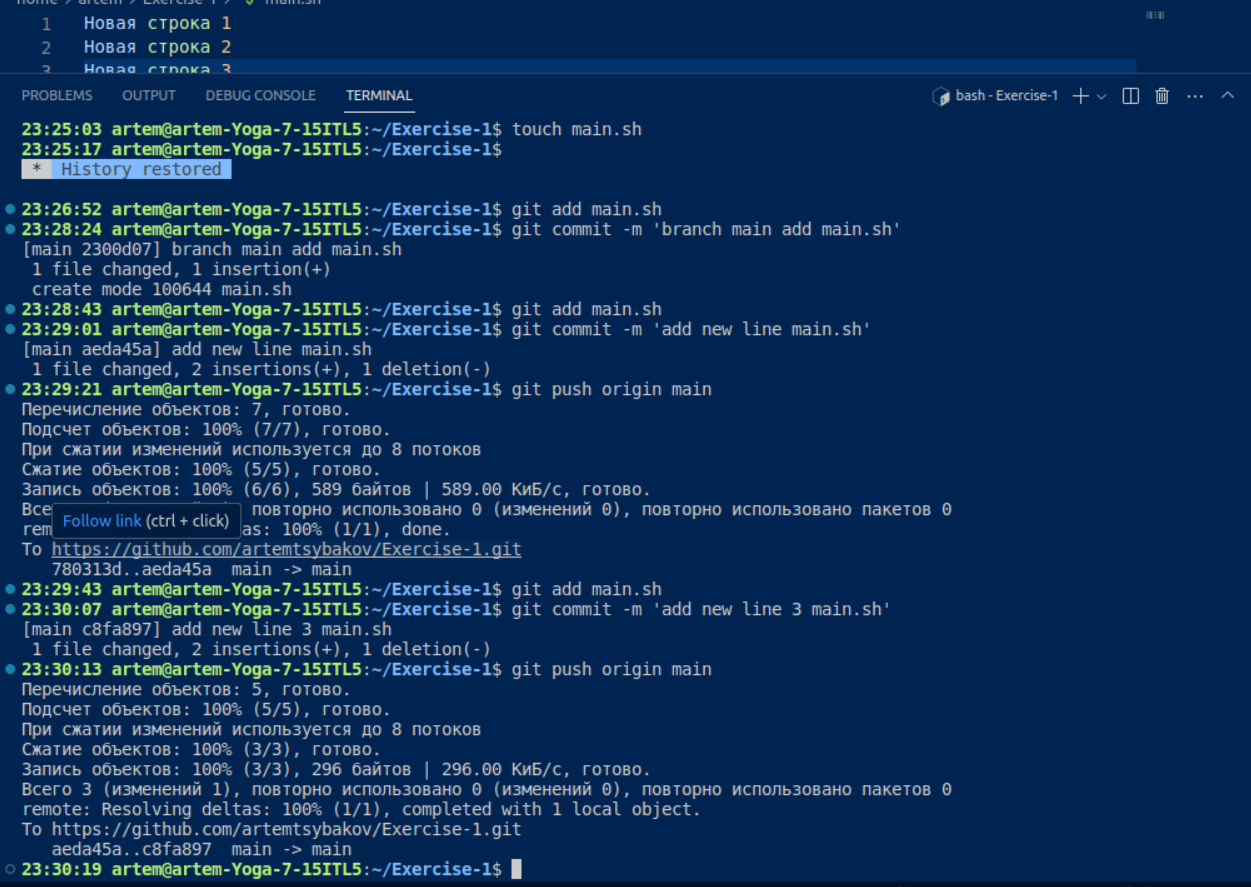 home > artem > Exercise-1 > main.sh
1 Новая строка 1
2 Новая строка 2
3 Новая строка 3
PROBLEMS OUTPUT DEBUG CONSOLE TERMINAL bash - Exercise-1
23:25:03 artem@artem-Yoga-7-15ITL5:~/Exercise-1$ touch main.sh
23:25:17 artem@artem-Yoga-7-15ITL5:~/Exercise-1$
* History restored
23:26:52 artem@artem-Yoga-7-15ITL5:~/Exercise-1$ git add main.sh
23:28:24 artem@artem-Yoga-7-15ITL5:~/Exercise-1$ git commit -m 'branch main add main.sh'
[main 2300d07] branch main add main.sh
1 file changed, 1 insertion(+)
create mode 100644 main.sh
23:28:43 artem@artem-Yoga-7-15ITL5:~/Exercise-1$ git add main.sh
23:29:01 artem@artem-Yoga-7-15ITL5:~/Exercise-1$ git commit -m 'add new line main.sh'
[main aeda45a] add new line main.sh
1 file changed, 2 insertions(+), 1 deletion(-)
23:29:21 artem@artem-Yoga-7-15ITL5:~/Exercise-1$ git push origin main
Перечисление объектов: 7, готово.
Подсчет объектов: 100% (7/7), готово.
При сжатии изменений используется до 8 потоков
Сжатие объектов: 100% (5/5), готово.
Запись объектов: 100% (6/6), 589 байтов | 589.00 КиБ/с, готово.
Все повторно использовано 0 (изменений 0), повторно использовано пакетов 0
Follow link (ctrl + click)
rem as: 100% (1/1), done.
To https://github.com/artemtsybakov/Exercise-1.git
780313d..aeda45a main -> main
23:29:43 artem@artem-Yoga-7-15ITL5:~/Exercise-1$ git add main.sh
23:30:07 artem@artem-Yoga-7-15ITL5:~/Exercise-1$ git commit -m 'add new line 3 main.sh'
[main c8fa897] add new line 3 main.sh
1 file changed, 2 insertions(+), 1 deletion(-)
23:30:13 artem@artem-Yoga-7-15ITL5:~/Exercise-1$ git push origin main
Перечисление объектов: 5, готово.
Подсчет объектов: 100% (5/5), готово.
При сжатии изменений используется до 8 потоков
Сжатие объектов: 100% (3/3), готово.
Запись объектов: 100% (3/3), 296 байтов | 296.00 КиБ/с, готово.
Всего 3 (изменений 1), повторно использовано 0 (изменений 0), повторно использовано пакетов 0
remote: Resolving deltas: 100% (1/1), completed with 1 local object.
To https://github.com/artemtsybakov/Exercise-1.git
aeda45a..c8fa897 main -> main
23:30:19 artem@artem-Yoga-7-15ITL5:~/Exercise-1$